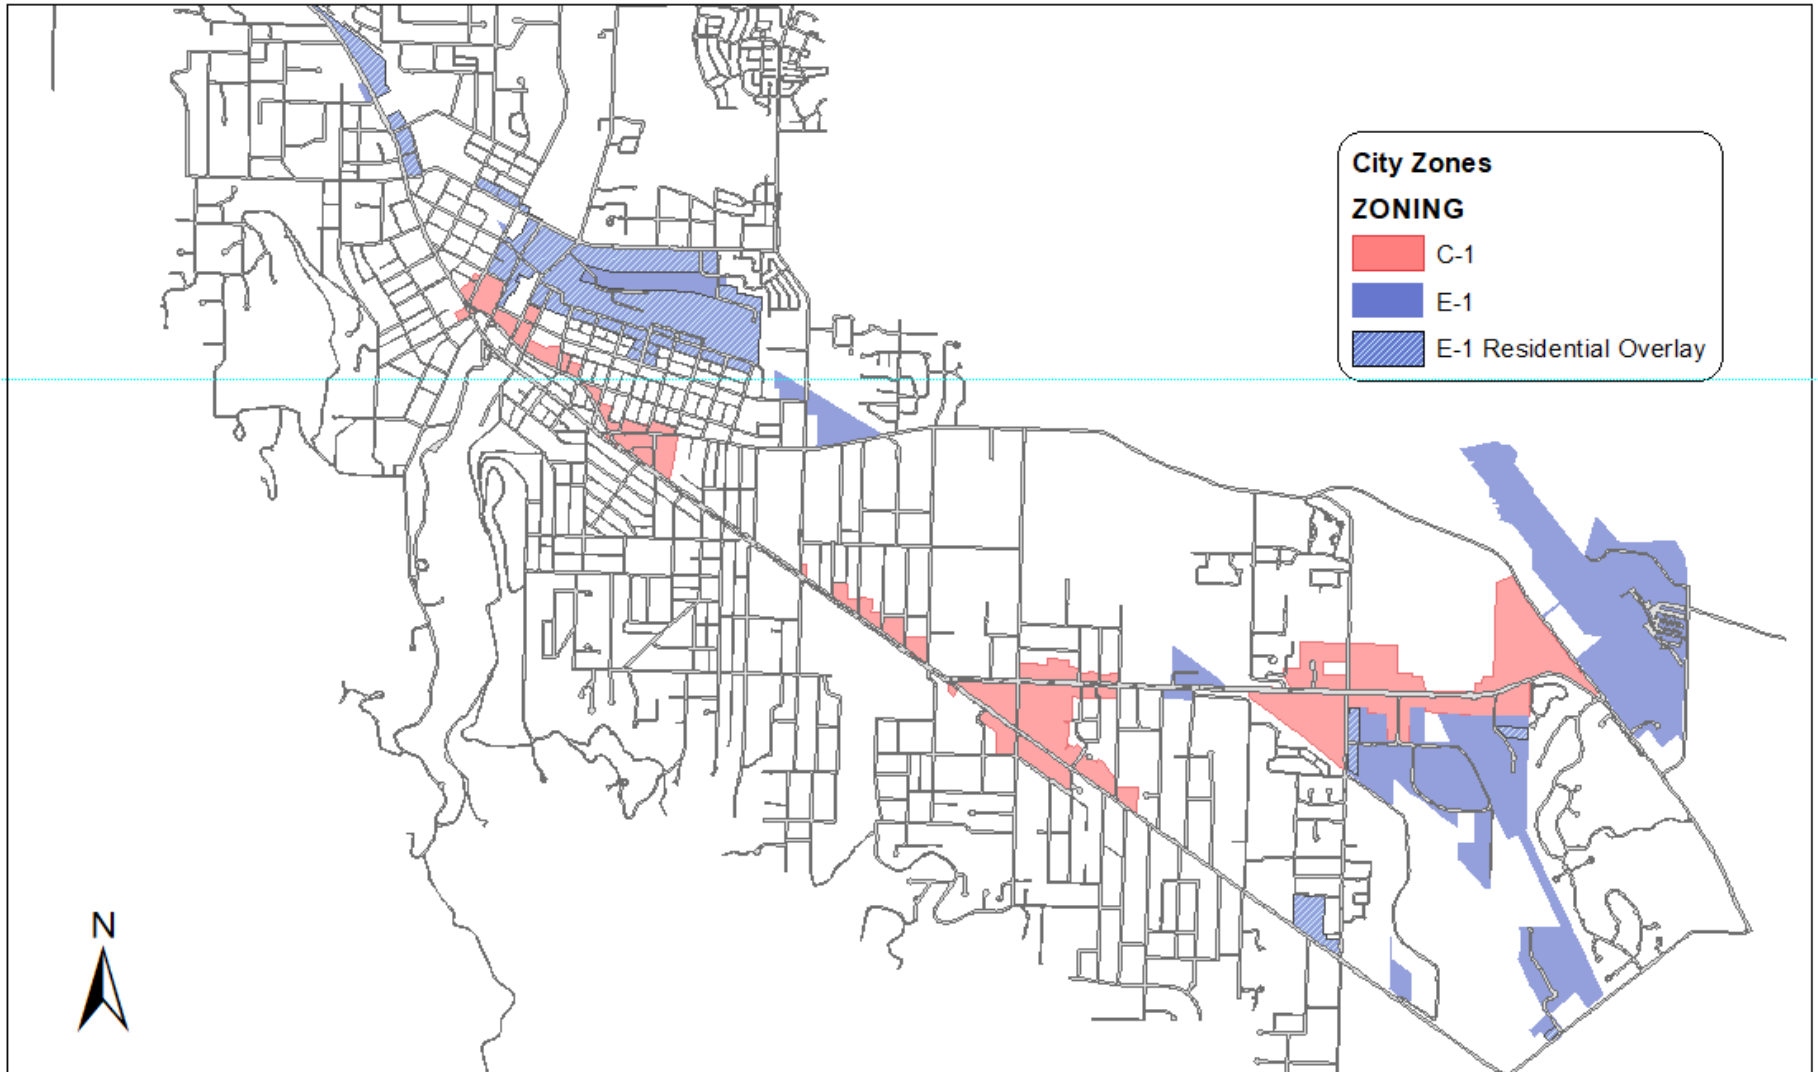 City Zones
ZONING
C-1
E-1
E-1 Residential Overlay
N